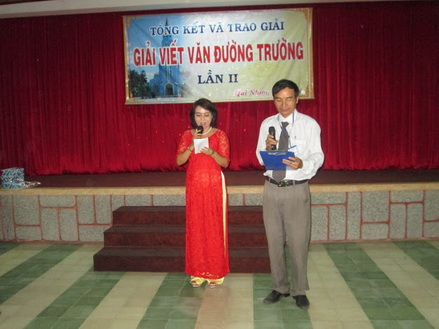 TỔNG KẾT VÀ TRAO GIẢI
GIẢI VIẾT VĂN ĐƯỜNG TRƯỜNG
LẦN II